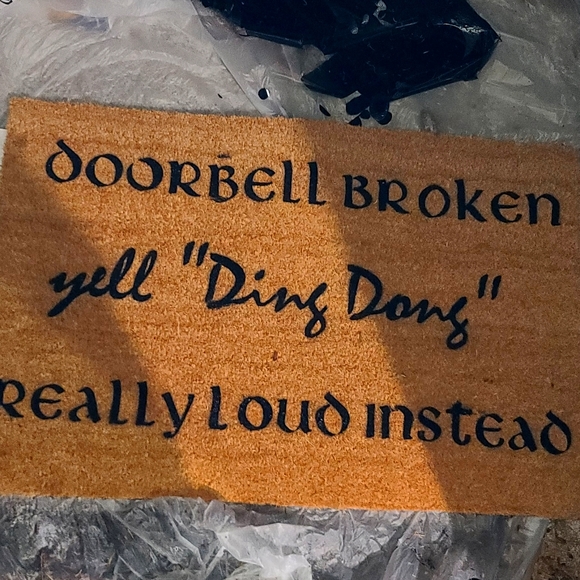 DOORBELL BROKEN
yell "Ding Dong"
REally loud instead